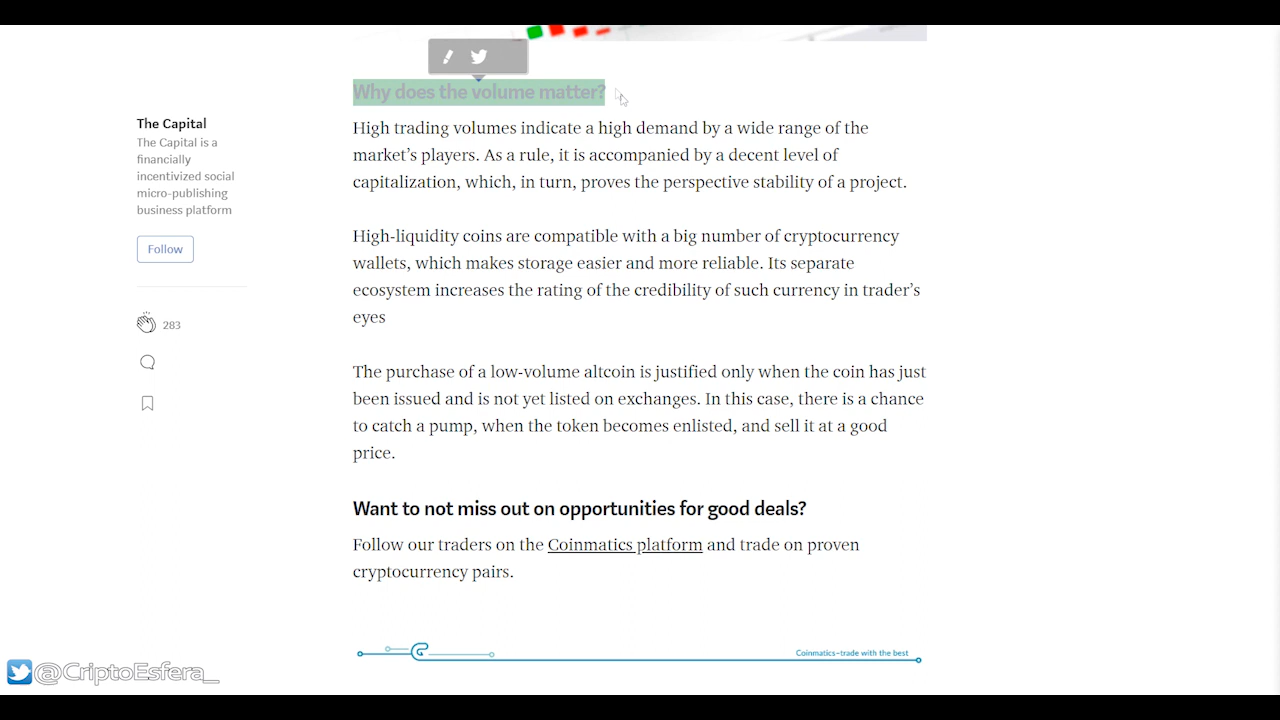 Why does the volume matter?
The Capital
The Capital is a
financially
incentivized social
micro-publishing
business platform
Follow
283
High trading volumes indicate a high demand by a wide range of the
market’s players. As a rule, it is accompanied by a decent level of
capitalization, which, in turn, proves the perspective stability of a project.
High-liquidity coins are compatible with a big number of cryptocurrency
wallets, which makes storage easier and more reliable. Its separate
ecosystem increases the rating of the credibility of such currency in trader’s
eyes
The purchase of a low-volume altcoin is justified only when the coin has just
been issued and is not yet listed on exchanges. In this case, there is a chance
to catch a pump, when the token becomes enlisted, and sell it at a good
price.
Want to not miss out on opportunities for good deals?
Follow our traders on the Coinmatics platform and trade on proven
cryptocurrency pairs.
Coinmatics–trade with the best
@CriptoEsfera_